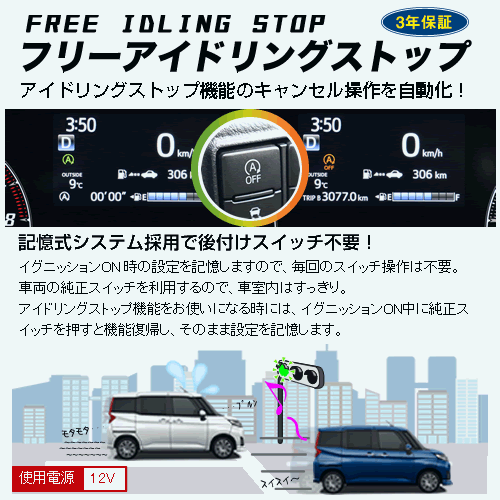 FREE IDLING STOP
3年保証
フリーアイドリングストップ
アイドリングストップ機能のキャンセル操作を自動化！
3:50
D
0 km/h
OUTSIDE
9℃
306 km
00'00"
E F
A OFF
3:50
D
0 km/h
OFF
OUTSIDE
9℃
306 km
TRIP B 3077.0 km
E F
8
記憶式システム採用で後付けスイッチ不要！
イグニッションON時の設定を記憶しますので、毎回のスイッチ操作は不要。
車両の純正スイッチを利用するので、車室内はすっきり。
アイドリングストップ機能をお使いになる時には、イグニッションON中に純正ス
イッチを押すと機能復帰し、そのまま設定を記憶します。
モタモタ
スイスイ〜
使用電源 12V